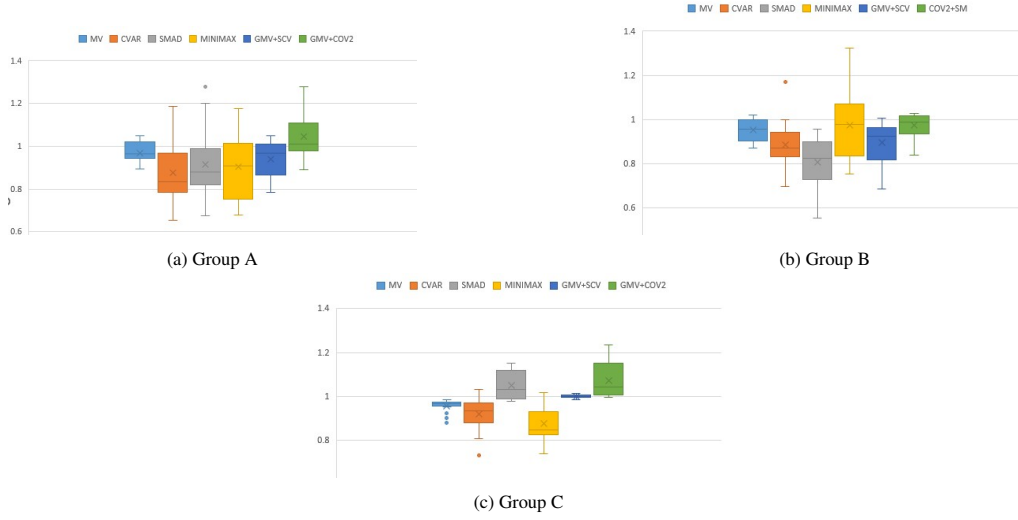 MV CVAR SMAD MINIMAX GMV+SCV GMV+COV2
1.4
1.2
1
0.8
0.6
(a) Group A
MV CVAR SMAD MINIMAX GMV+SCV COV2+SM
1.4
1.2
1
0.8
0.6
(b) Group B
MV CVAR SMAD MINIMAX GMV+SCV GMV+COV2
1.4
1.2
1
0.8
(c) Group C